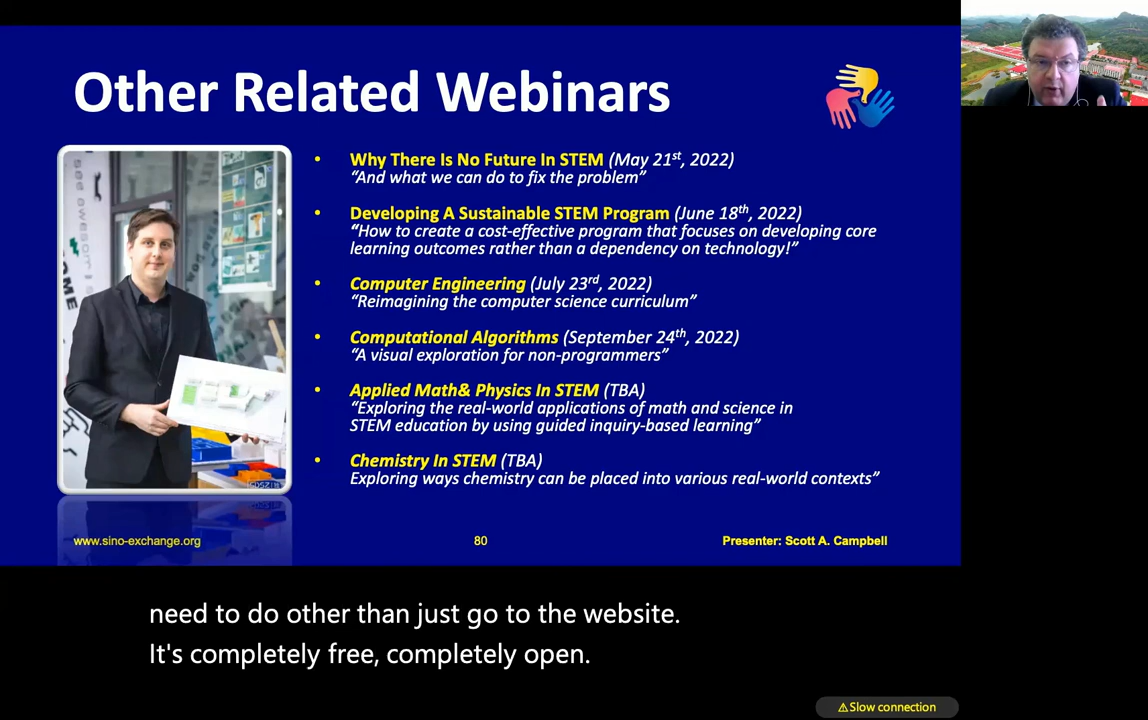 Other Related Webinars
• Why There Is No Future In STEM (May 21st, 2022)
“And what we can do to fix the problem”
• Developing A Sustainable STEM Program (June 18th, 2022)
“How to create a cost-effective program that focuses on developing core
learning outcomes rather than a dependency on technology!”
• Computer Engineering (July 23rd, 2022)
“Reimagining the computer science curriculum”
• Computational Algorithms (September 24th, 2022)
“A visual exploration for non-programmers”
• Applied Math& Physics In STEM (TBA)
“Exploring the real-world applications of math and science in
STEM education by using guided inquiry-based learning”
• Chemistry In STEM (TBA)
Exploring ways chemistry can be placed into various real-world contexts”
www.sino-exchange.org
80
Presenter: Scott A. Campbell
need to do other than just go to the website.
It's completely free, completely open.
⚠Slow connection